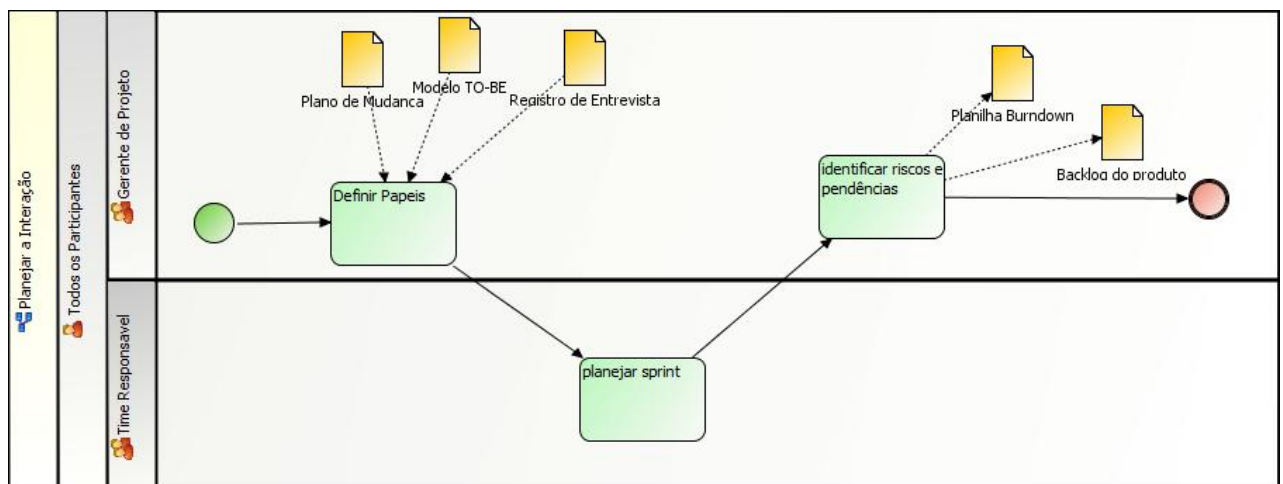 Planejar a Interação
Todos os Participantes
Gerente de Projeto
Time Responsavel
Plano de Mudanca
Modelo TO-BE
Registro de Entrevista
Definir Papeis
planejar sprint
identificar riscos e
pendências
Planilha Burndown
Backlog do produto